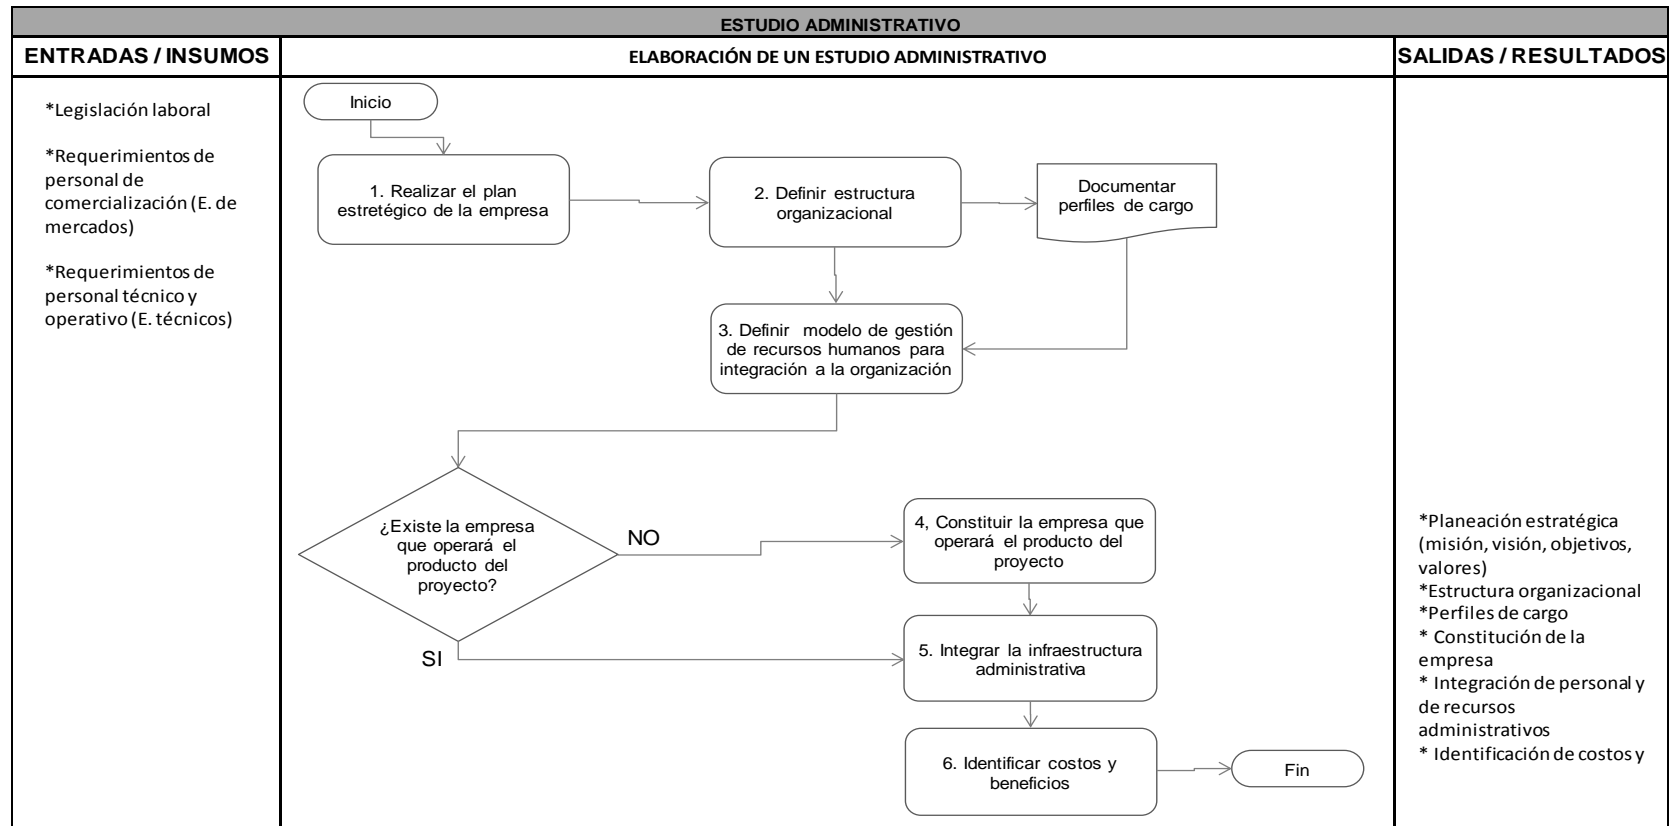 ESTUDIO ADMINISTRATIVO
ENTRADAS / INSUMOS
ELABORACIÓN DE UN ESTUDIO ADMINISTRATIVO
SALIDAS / RESULTADOS
*Legislación laboral
*Requerimientos de
personal de
comercialización (E. de
mercados)
*Requerimientos de
personal técnico y
operativo (E. técnicos)
Inicio
1. Realizar el plan
estretégico de la empresa
2. Definir estructura
organizacional
Documentar
perfiles de cargo
3. Definir modelo de gestión
de recursos humanos para
integración a la organización
¿Existe la empresa
que operará el
producto del
proyecto?
NO
SI
4, Constituir la empresa que
operará el producto del
proyecto
5. Integrar la infraestructura
administrativa
6. Identificar costos y
beneficios
Fin
*Planeación estratégica
(misión, visión, objetivos,
valores)
*Estructura organizacional
*Perfiles de cargo
* Constitución de la
empresa
* Integración de personal y
de recursos
administrativos
* Identificación de costos y